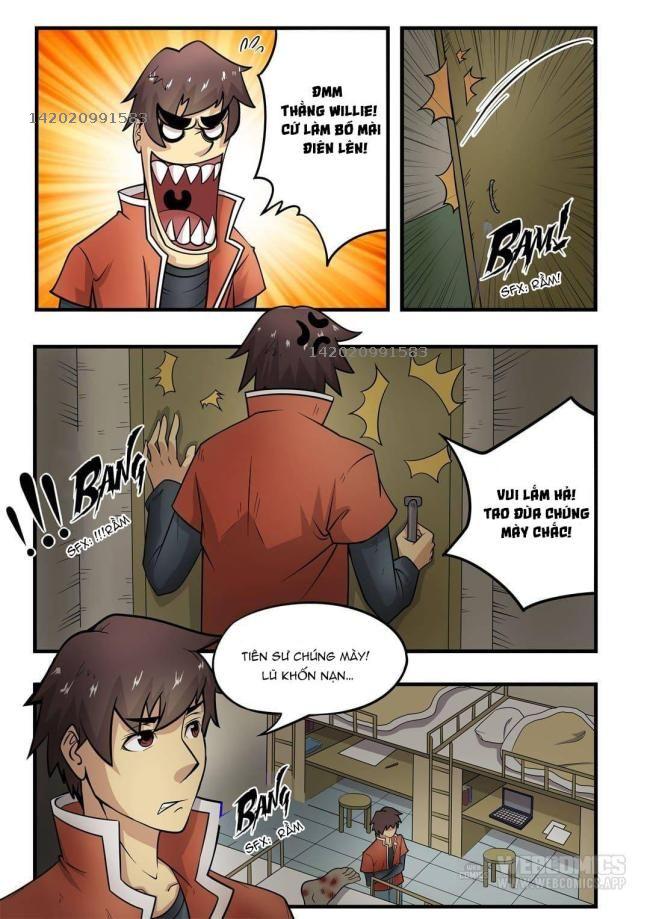 142020991583
ĐMM
THẰNG WILLIE!
CỨ LÀM BỐ MÀI
ĐIÊN LÊN!
BAM!
SFX: RẦM!
142020991583
!!!
BANG
SFX: !!!RẦM
VUI LẮM HẢ!
TAO ĐÙA CHÚNG
MÀY CHẮC!
TIÊN SƯ CHÚNG MÀY!
LŨ KHỐN NẠN...
BANG
SFX: RẦM
WEBCOMICS
WEBCOMICS.APP